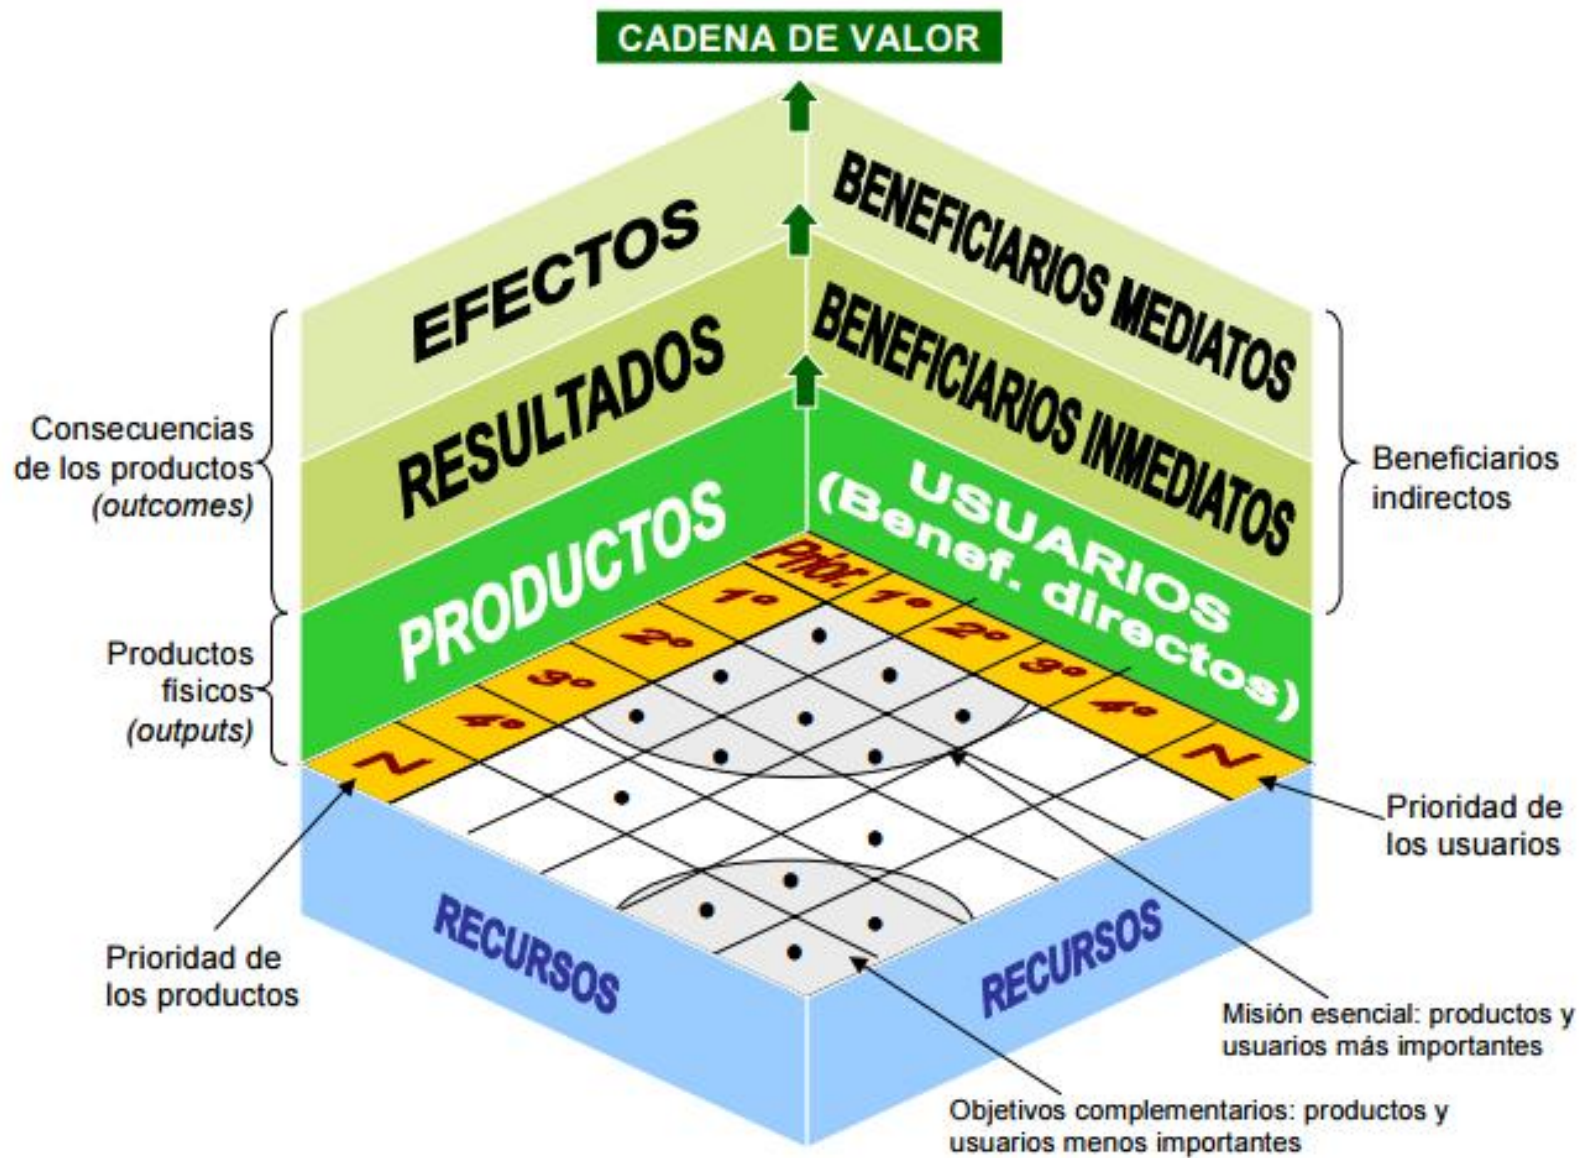 CADENA DE VALOR
EFECTOS
BENEFICIARIOS MEDIATOS
RESULTADOS
BENEFICIARIOS INMEDIATOS
Consecuencias
de los productos
(outcomes)
Beneficiarios
indirectos
PRODUCTOS
USUARIOS
(Benef. directos)
Productos
fisicos
(outputs)
Prior.
1º
2º
3º
4º
N
1º
2º
3º
4º
N
Prioridad de
los usuarios
Prioridad de
los productos
RECURSOS
RECURSOS
Misión esencial: productos y
usuarios más importantes
Objetivos complementarios: productos y
usuarios menos importantes